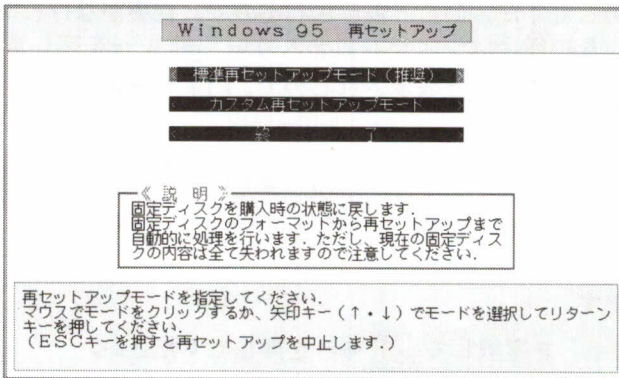 Windows 95 再セットアップ
標準再セットアップモード(推奨)
カスタム再セットアップモード
終 了
《 説 明 》
固定ディスクを購入時の状態に戻します.
固定ディスクのフォーマットから再セットアップまで
自動的に処理を行います. ただし、現在の固定ディス
クの内容は全て失われますので注意してください.
再セットアップモードを指定してください.
マウスでモードをクリックするか、矢印キー(↑・↓)でモードを選択してリターン
キーを押してください.
(ESCキーを押すと再セットアップを中止します.)